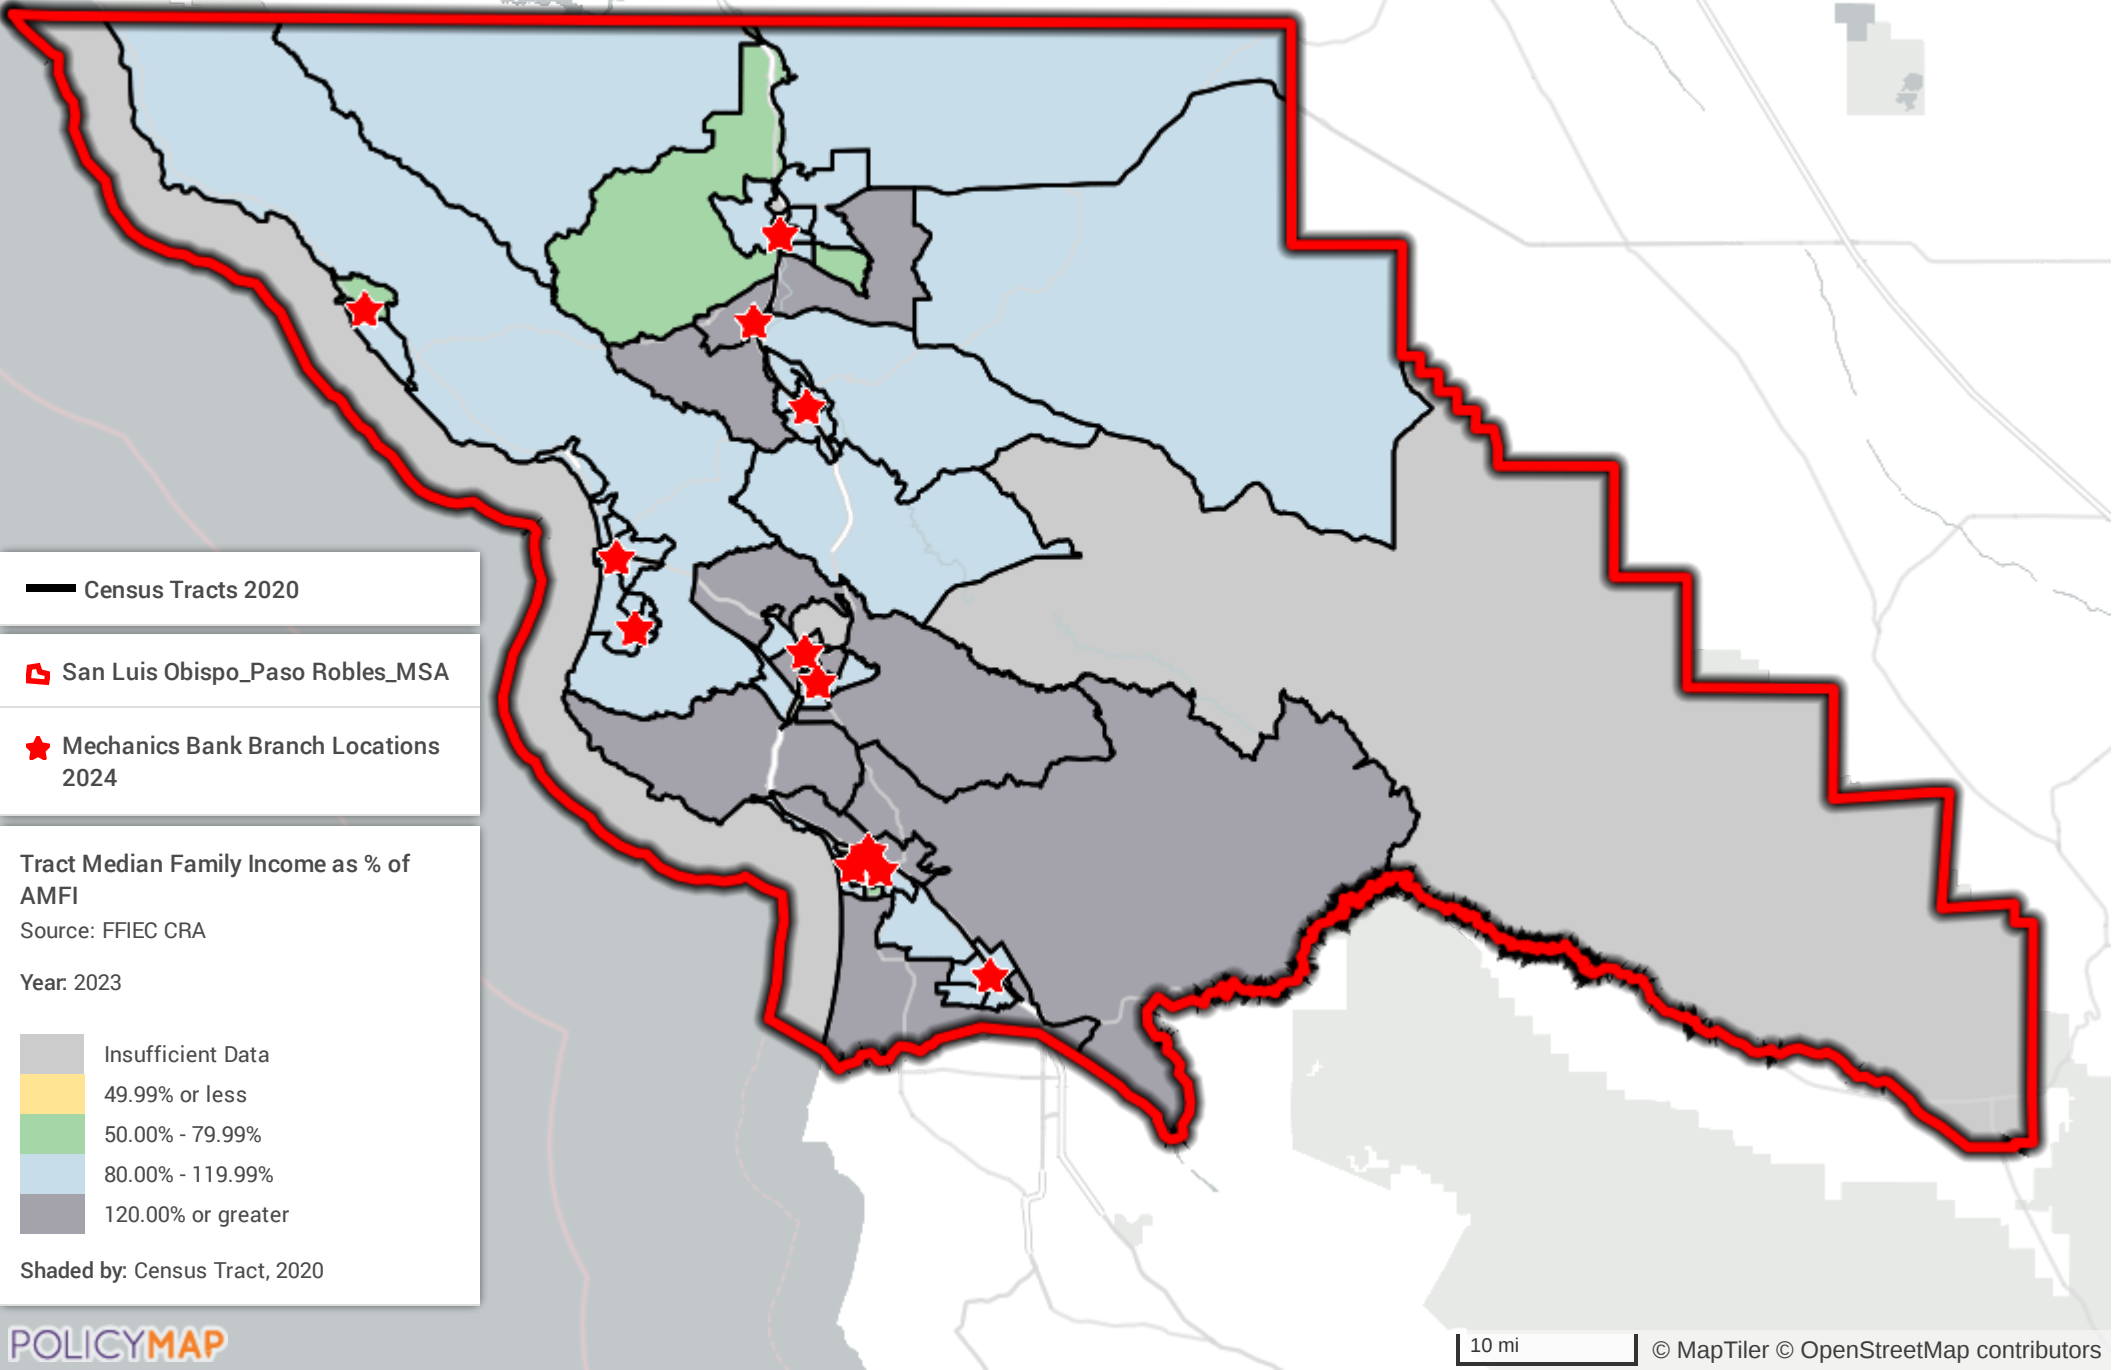 Census Tracts 2020
San Luis Obispo_Paso Robles_MSA
Mechanics Bank Branch Locations
2024
Tract Median Family Income as % of
AMFI
Source: FFIEC CRA
Year: 2023
Insufficient Data
49.99% or less
50.00% - 79.99%
80.00% - 119.99%
120.00% or greater
Shaded by: Census Tract, 2020
POLICYMAP
10 mi
© MapTiler © OpenStreetMap contributors